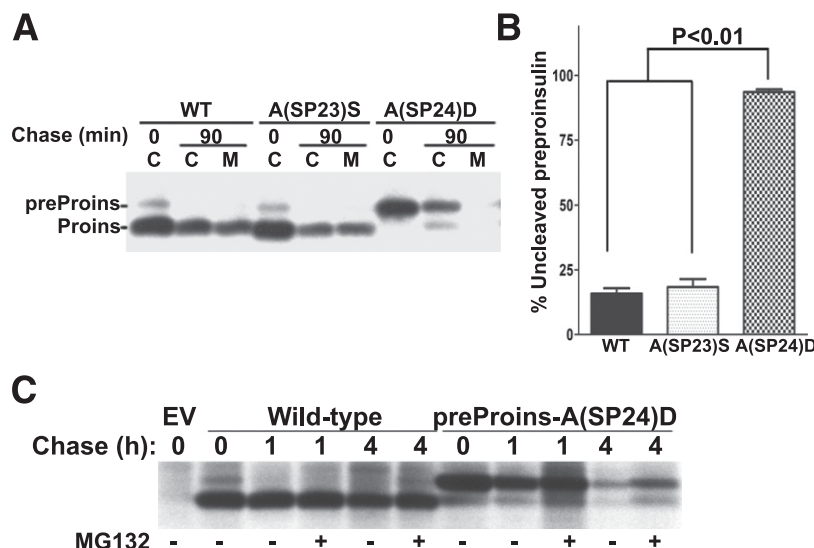 A
WT A(SP23)S A(SP24)D
Chase (min) 0 90 0 90 0 90
C C M C C M C C M
preProins-
Proins-
B
P<0.01
% Uncleaved preproinsulin
100
75
50
25
0
WT A(SP23)S A(SP24)D
C
EV Wild-type preProins-A(SP24)D
Chase (h): 0 0 1 1 4 4 0 1 1 4 4
MG132 - - - + - + - - + - +